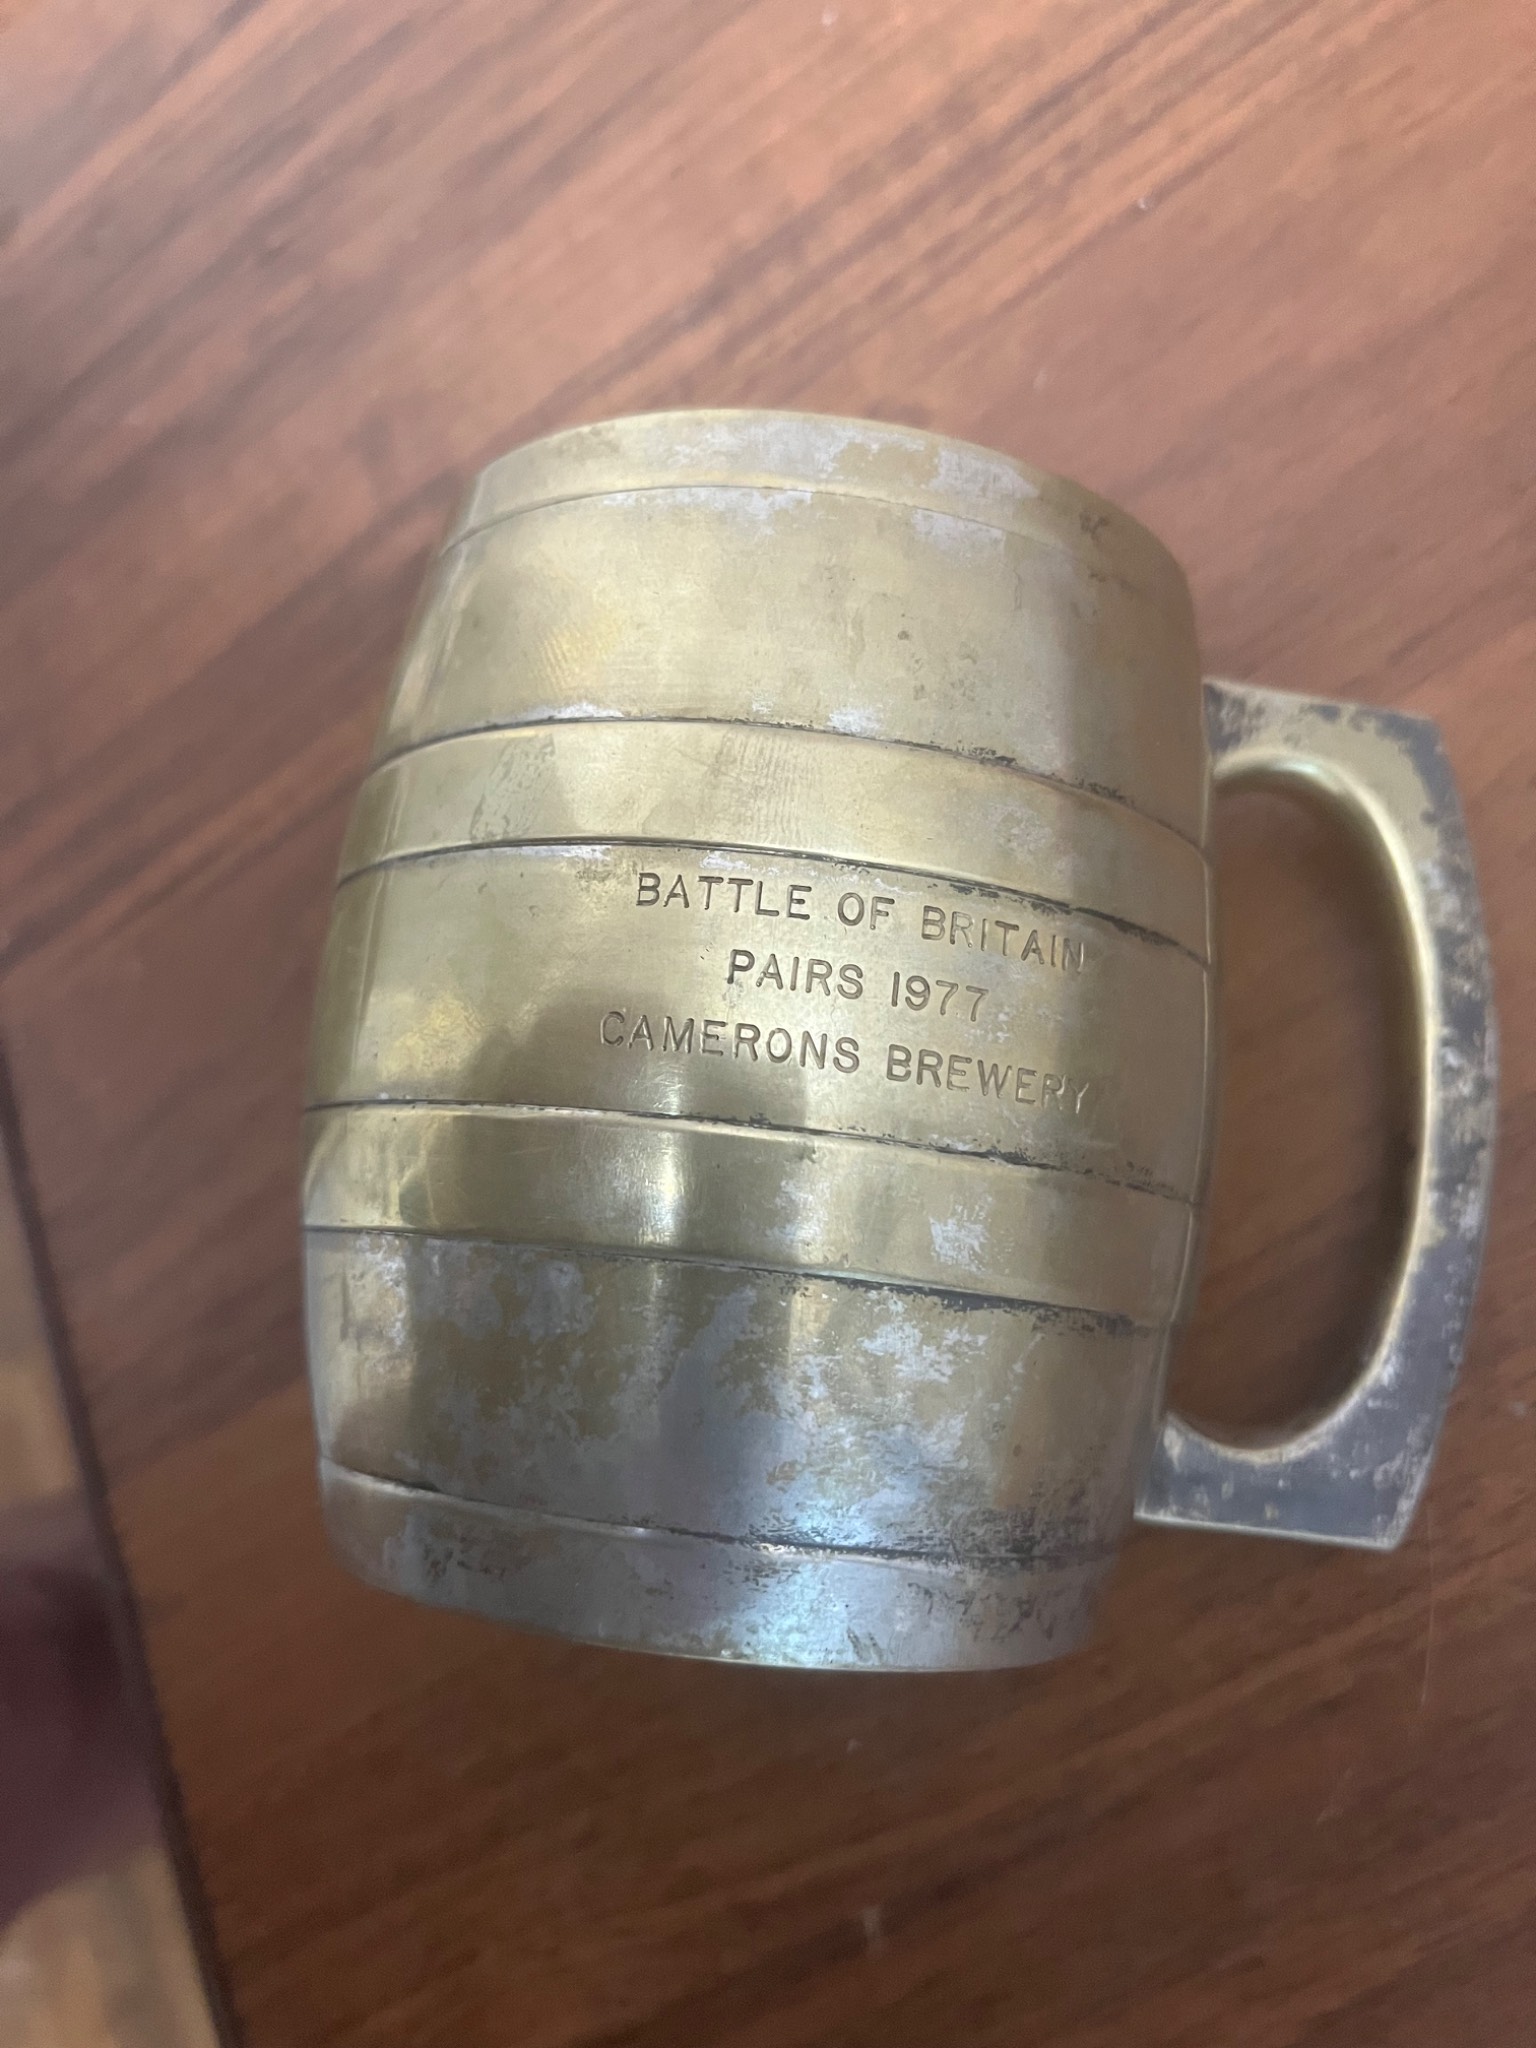 BATTLE OF BRITAIN
PAIRS 1977
CAMERONS BREWERY